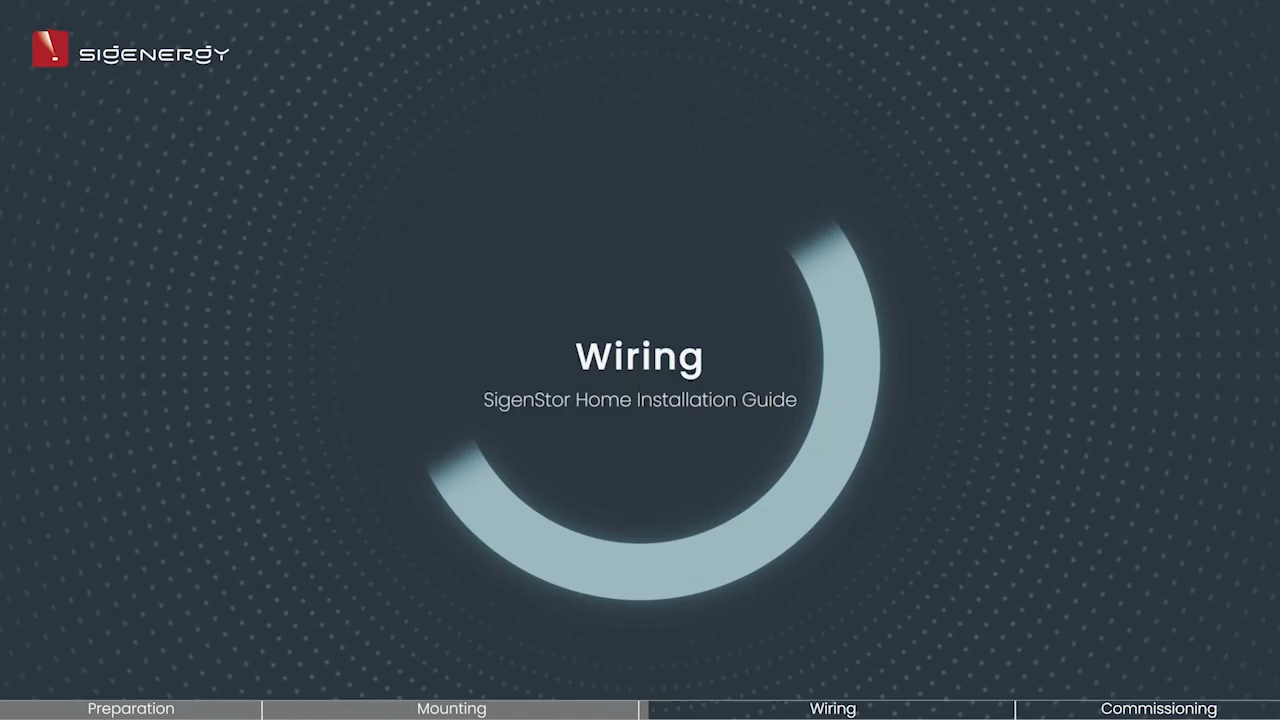 SIGENERGY
Wiring
SigenStor Home Installation Guide
Preparation
Mounting
Wiring
Commissioning